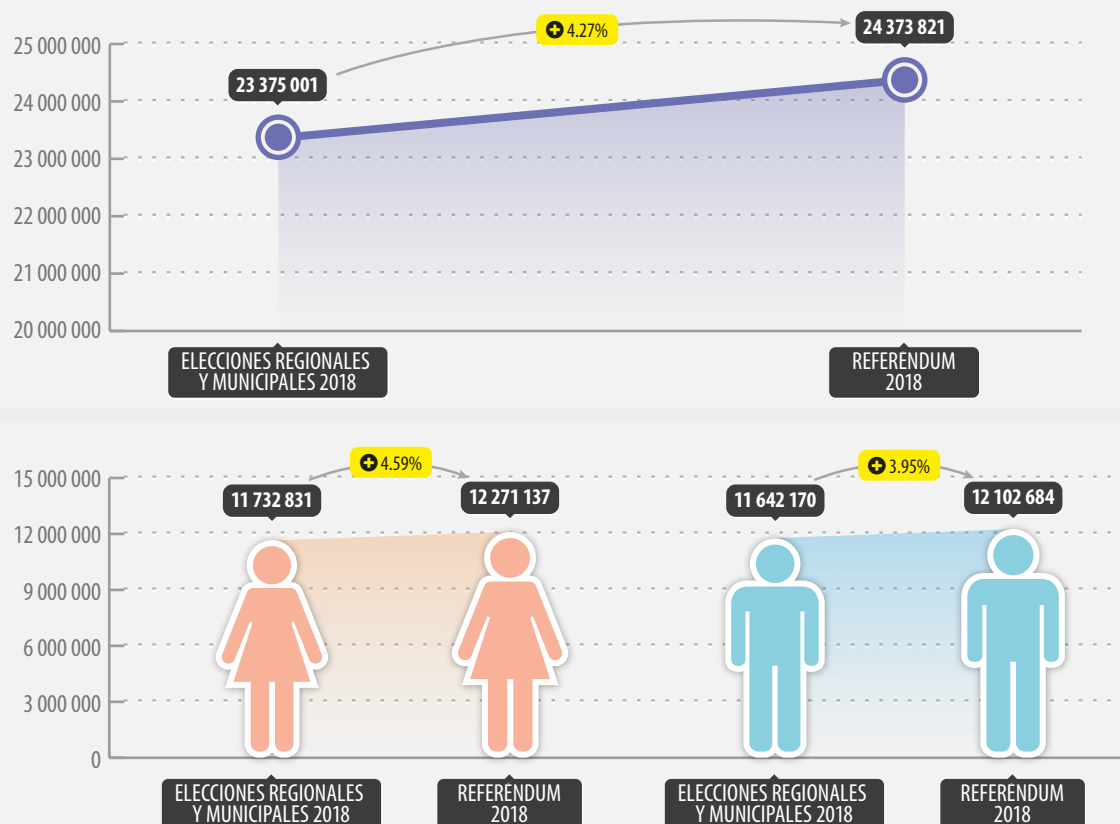 4.27%
24 373 821
25 000 000
23 375 001
24 000 000
23 000 000
22 000 000
21 000 000
20 000 000
ELECCIONES REGIONALES
Y MUNICIPALES 2018
REFERÉNDUM
2018
4.59%
3.95%
15 000 000
11 732 831
12 271 137
11 642 170
12 102 684
12 000 000
9 000 000
6 000 000
3 000 000
0
ELECCIONES REGIONALES
Y MUNICIPALES 2018
REFERÉNDUM
2018
ELECCIONES REGIONALES
Y MUNICIPALES 2018
REFERÉNDUM
2018